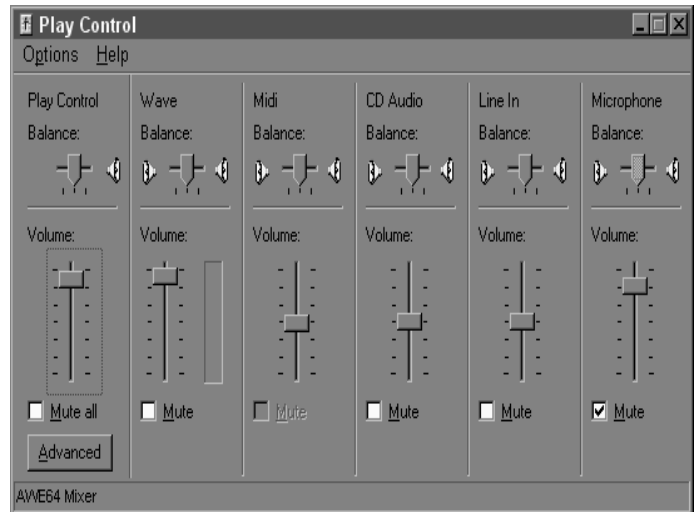 Play Control
Options Help
Play Control Wave Midi CD Audio Line In Microphone
Balance: Balance: Balance: Balance: Balance: Balance:
Volume: Volume: Volume: Volume: Volume: Volume:
Mute all Mute Mute Mute Mute Mute
Advanced
AWE64 Mixer